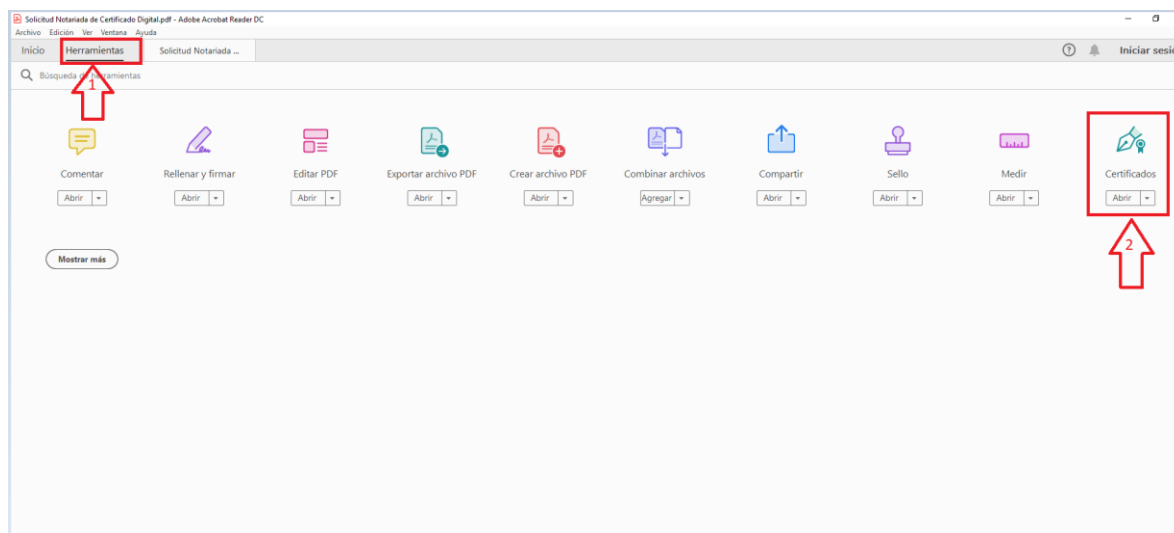 Solicitud Notariada de Certificado Digital.pdf - Adobe Acrobat Reader DC
Archivo Edición Ver Ventana Ayuda
Inicio Herramientas Solicitud Notariada ... Iniciar sesió
Búsqueda de herramientas
1
Comentar Rellenar y firmar Editar PDF Exportar archivo PDF Crear archivo PDF Combinar archivos Compartir Sello Medir Certificados
Abrir Abrir Abrir Abrir Abrir Agregar Abrir Abrir Abrir Abrir
2
Mostrar más